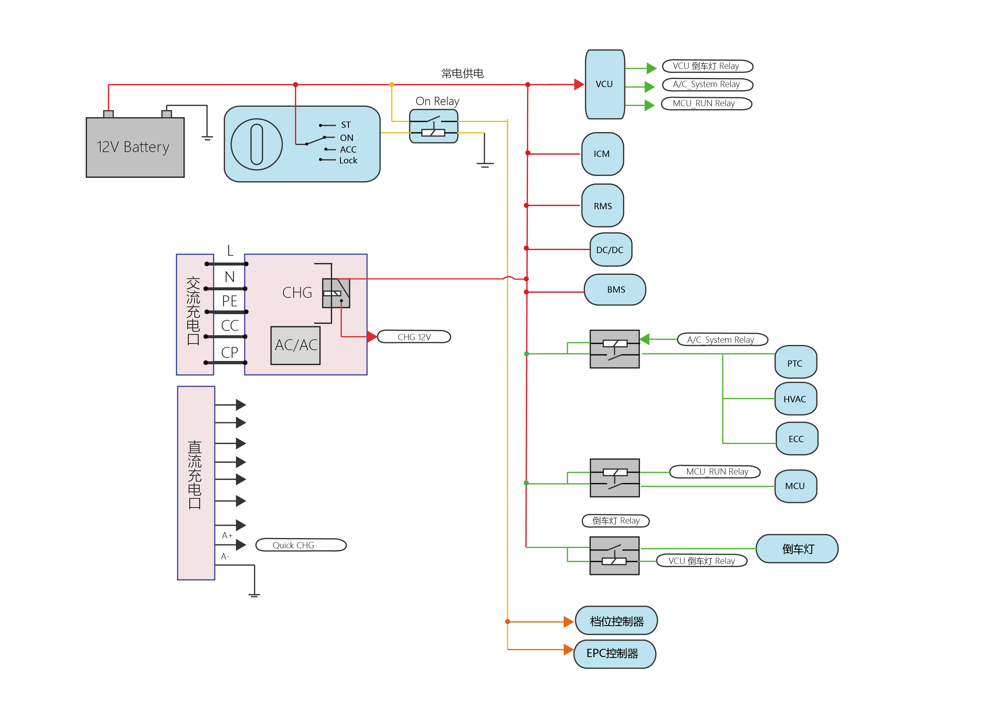 常电供电
VCU
VCU 倒车灯 Relay
A/C_System Relay
MCU_RUN Relay
On Relay
12V Battery
ST
ON
ACC
Lock
ICM
RMS
DC/DC
BMS
L
N
PE
CC
CP
交流充电口
CHG
AC/AC
CHG 12V
A/C_System Relay
PTC
HVAC
ECC
直流充电口
MCU_RUN Relay
MCU
倒车灯 Relay
A+
Quick CHG
A-
倒车灯
VCU 倒车灯 Relay
档位控制器
EPC控制器